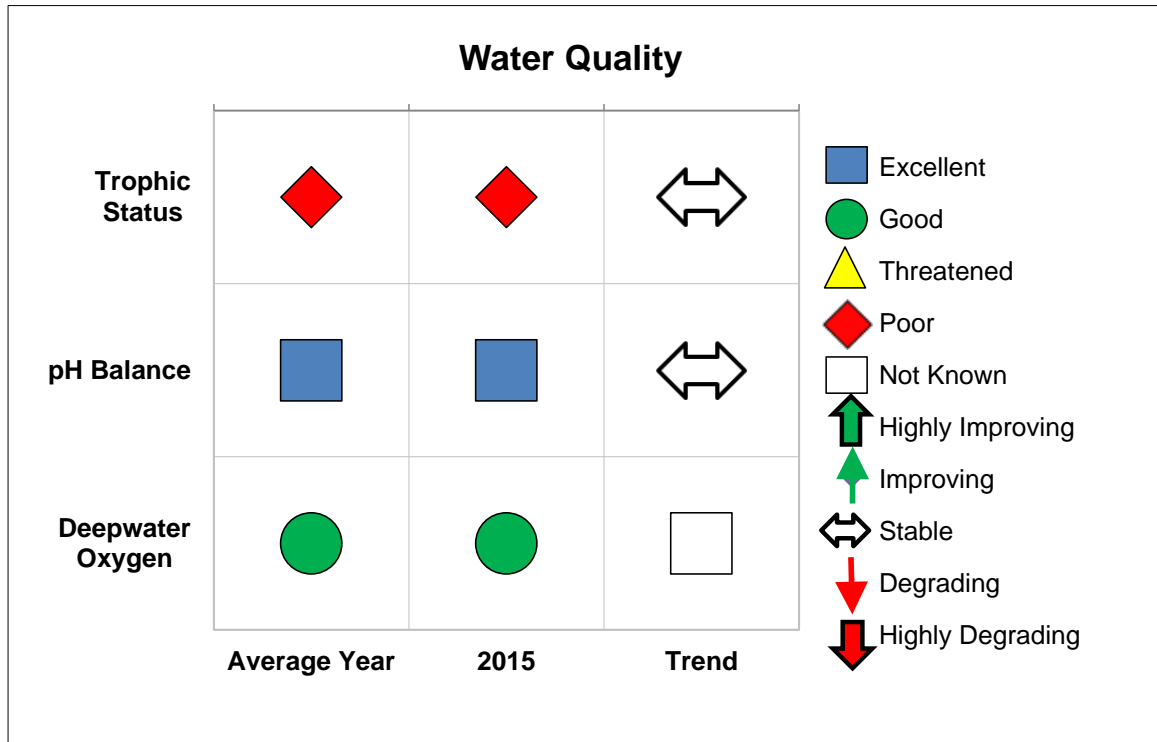 Water Quality
Trophic
Status
pH Balance
Deepwater
Oxygen
Average Year
2015
Trend
Excellent
Good
Threatened
Poor
Not Known
Highly Improving
Improving
Stable
Degrading
Highly Degrading